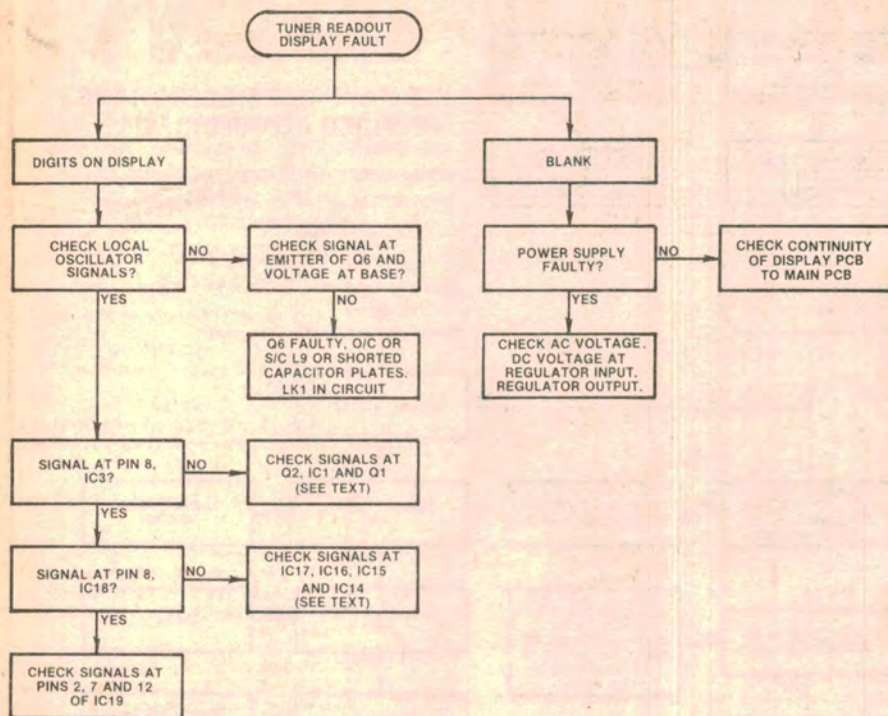 TUNER READOUT
DISPLAY FAULT
DIGITS ON DISPLAY
BLANK
CHECK LOCAL
OSCILLATOR
SIGNALS?
NO
CHECK SIGNAL AT
EMITTER OF Q6 AND
VOLTAGE AT BASE?
POWER SUPPLY
FAULTY?
NO
CHECK CONTINUITY
OF DISPLAY PCB
TO MAIN PCB
YES
NO
YES
Q6 FAULTY, O/C OR
S/C L9 OR SHORTED
CAPACITOR PLATES.
LK1 IN CIRCUIT
CHECK AC VOLTAGE.
DC VOLTAGE AT
REGULATOR INPUT.
REGULATOR OUTPUT.
SIGNAL AT PIN 8,
IC3?
NO
CHECK SIGNALS AT
Q2, IC1 AND Q1
(SEE TEXT)
YES
SIGNAL AT PIN 8,
IC18?
NO
CHECK SIGNALS AT
IC17, IC16, IC15
AND IC14
(SEE TEXT)
YES
CHECK SIGNALS AT
PINS 2, 7 AND 12
OF IC19